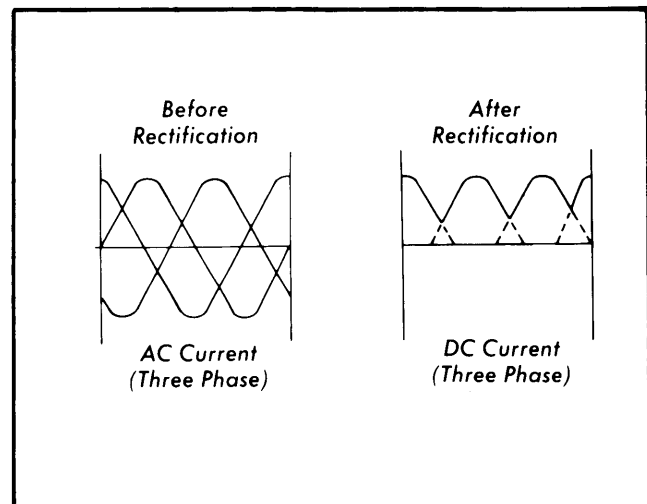 Before
Rectification
After
Rectification
AC Current
(Three Phase)
DC Current
(Three Phase)